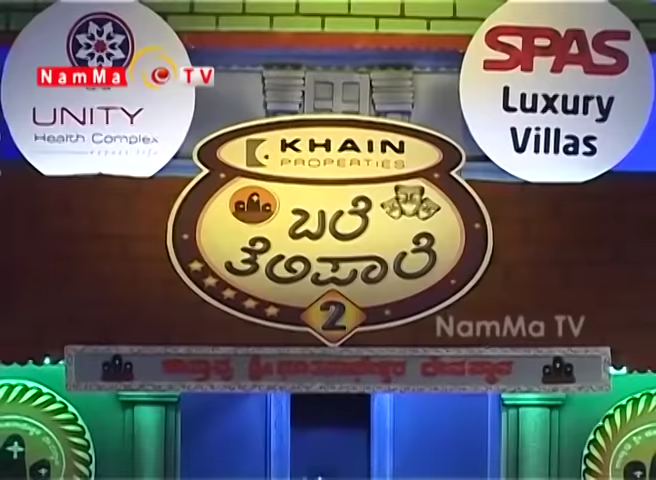 NamMa TV
UNITY
Health Complex
SPAS
Luxury
Villas
KHAIN
PROPERTIES
ಬಲೆ
ತೆಲಿಪಾಲೆ
2
NamMa TV